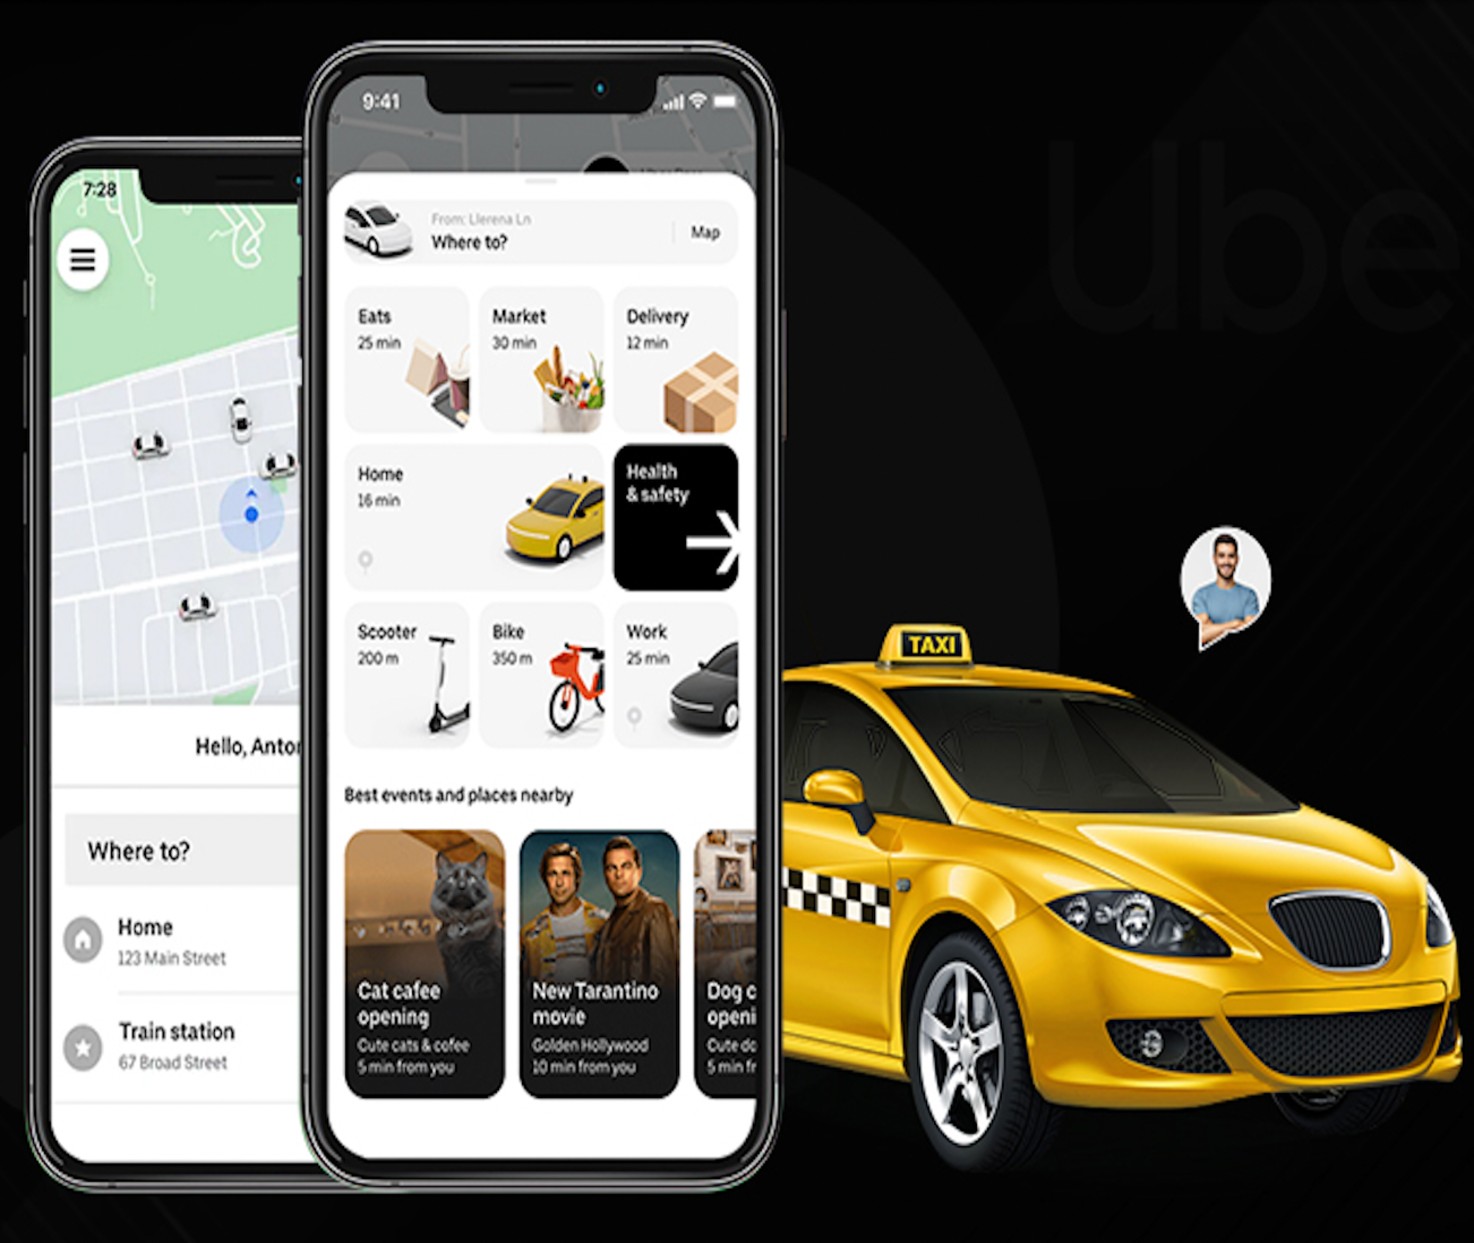 Ube
7:28
Hello, Anton
Where to?
Home
123 Main Street
Train station
67 Broad Street
9:41
From: Llerena Ln
Where to?
Map
Eats
25 min
Market
30 min
Delivery
12 min
Home
16 min
Health
& safety
Scooter
200 m
Bike
350 m
Work
25 min
Best events and places nearby
Cat cafee
opening
Cute cats & cofee
5 min from you
New Tarantino
movie
Golden Hollywood
10 min from you
Dog c
openi
Cute do
5 min fr
TAXI